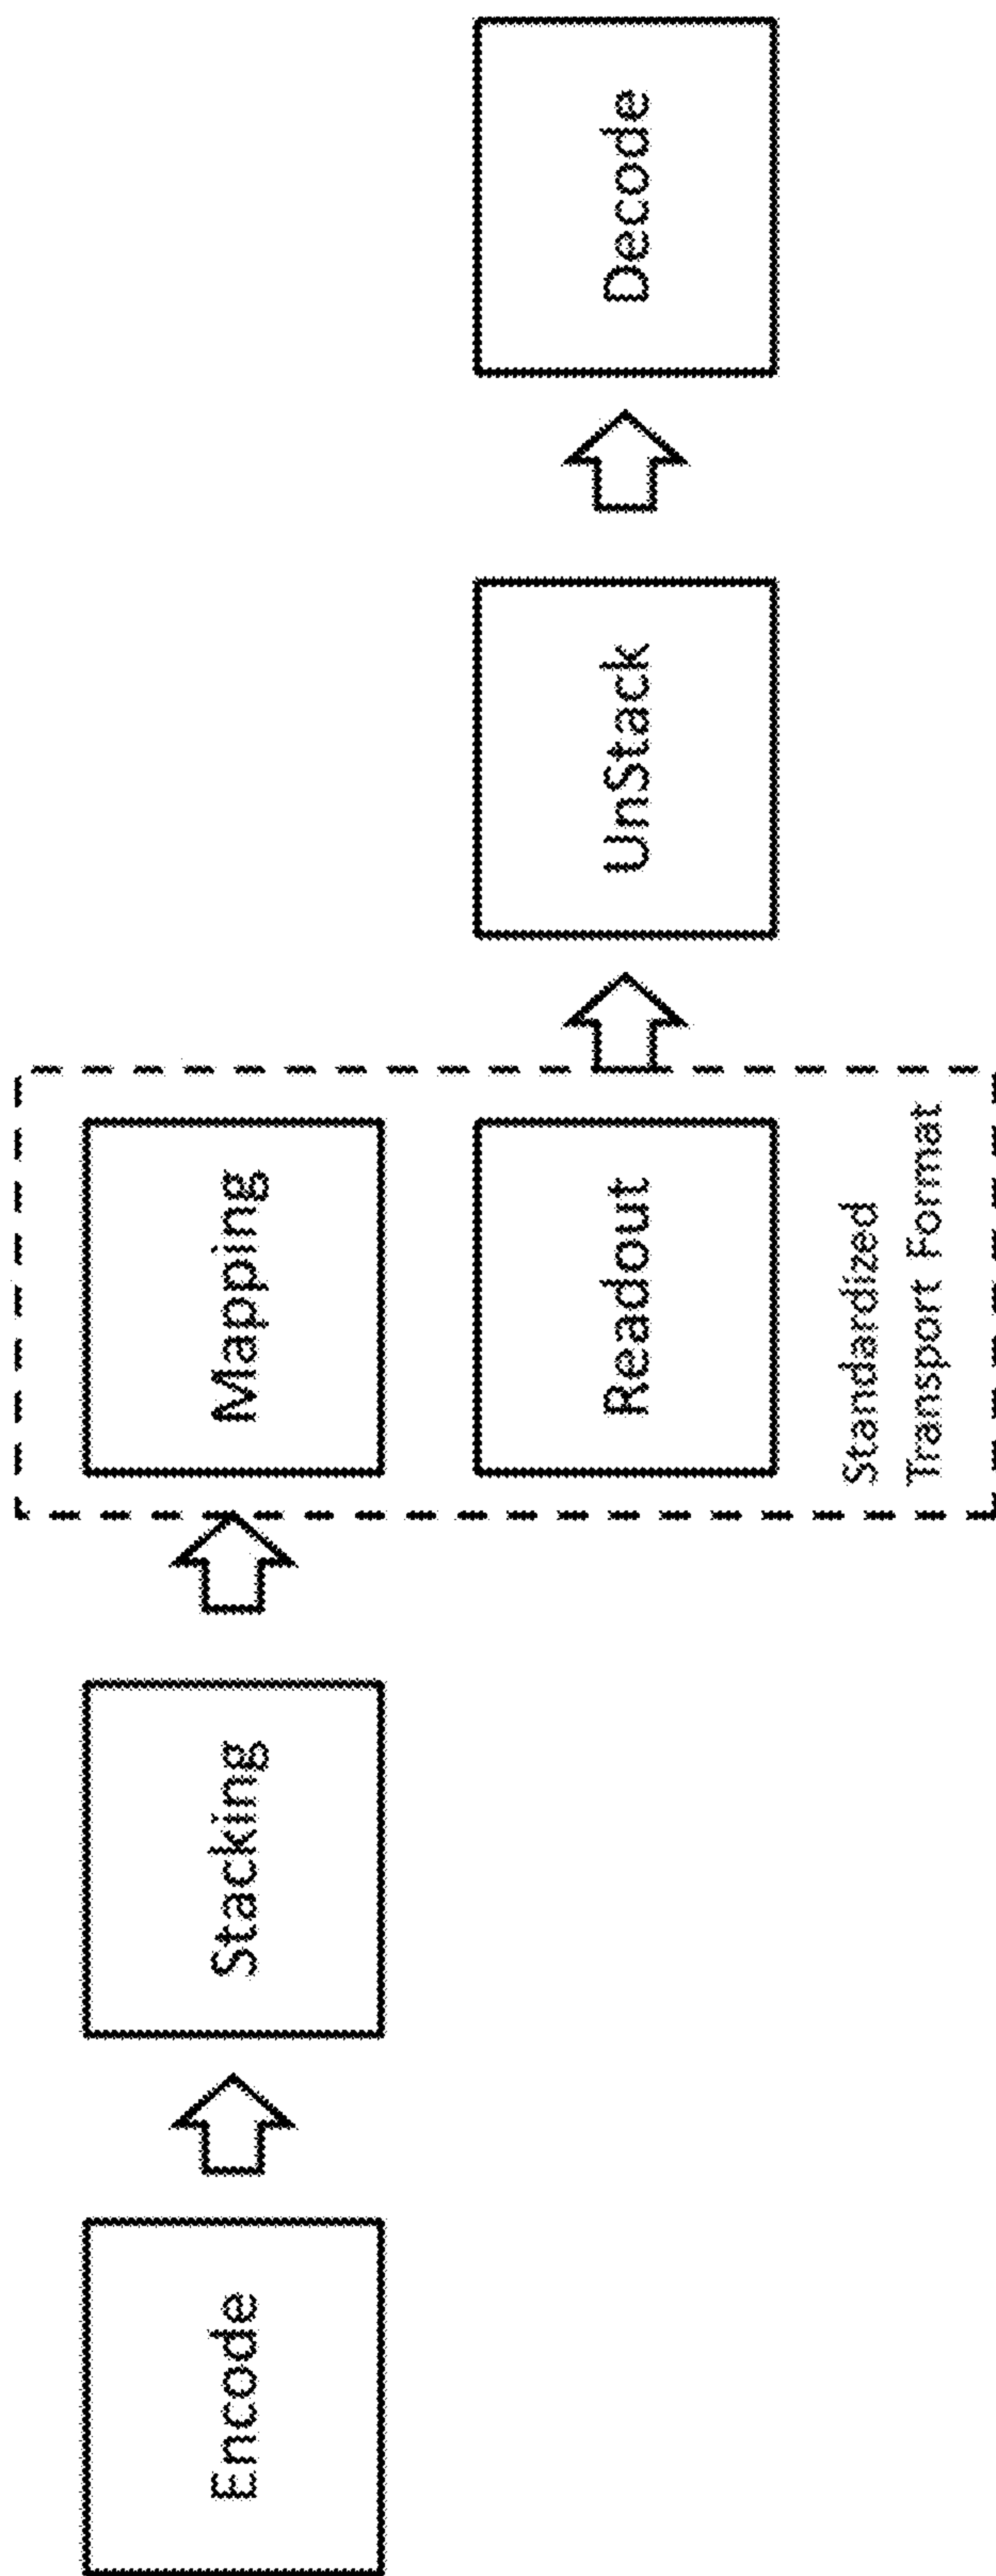 Encode
Stacking
Mapping
Readout
Standardized
Transport Format
UnStack
Decode